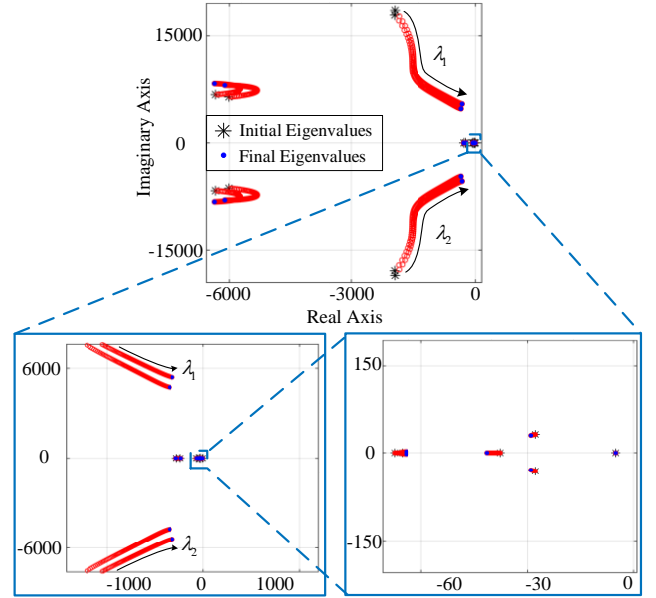 15000
0
-15000
Imaginary Axis
λ1
Initial Eigenvalues
Final Eigenvalues
λ2
-6000 -3000 0
Real Axis
6000
0
-6000
λ1
λ2
-1000 0 1000
150
0
-150
-60 -30 0